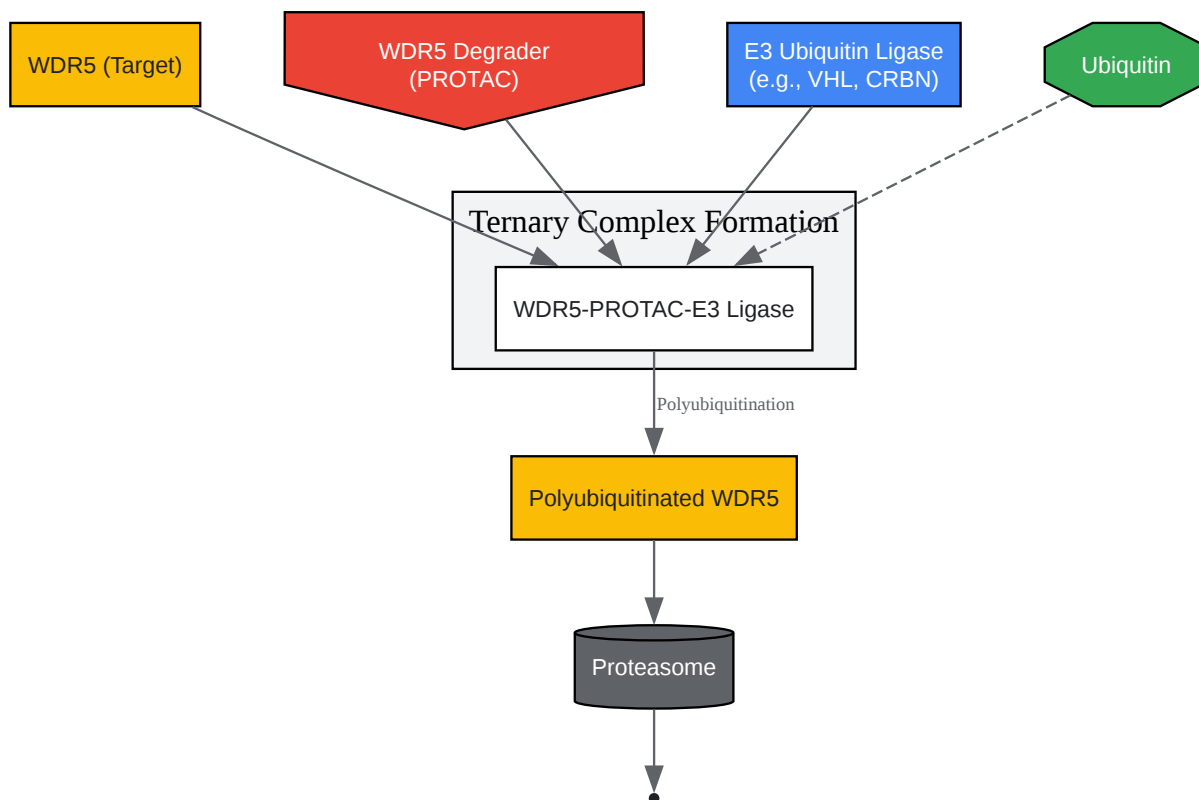 WDR5 (Target)
WDR5 Degrader
(PROTAC)
E3 Ubiquitin Ligase
(e.g., VHL, CRBN)
Ubiquitin
Ternary Complex Formation
WDR5-PROTAC-E3 Ligase
Polyubiquitination
Polyubiquitinated WDR5
Proteasome